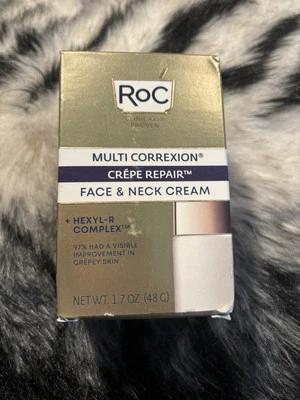 RoC
CLINICALLY
PROVEN
MULTI CORREXION®
CRÊPE REPAIR™
FACE & NECK CREAM
+ HEXYL-R
COMPLEX™
97% HAD A VISIBLE
IMPROVEMENT IN
CREPEY SKIN
NET WT. 1.7 OZ. (48 G)